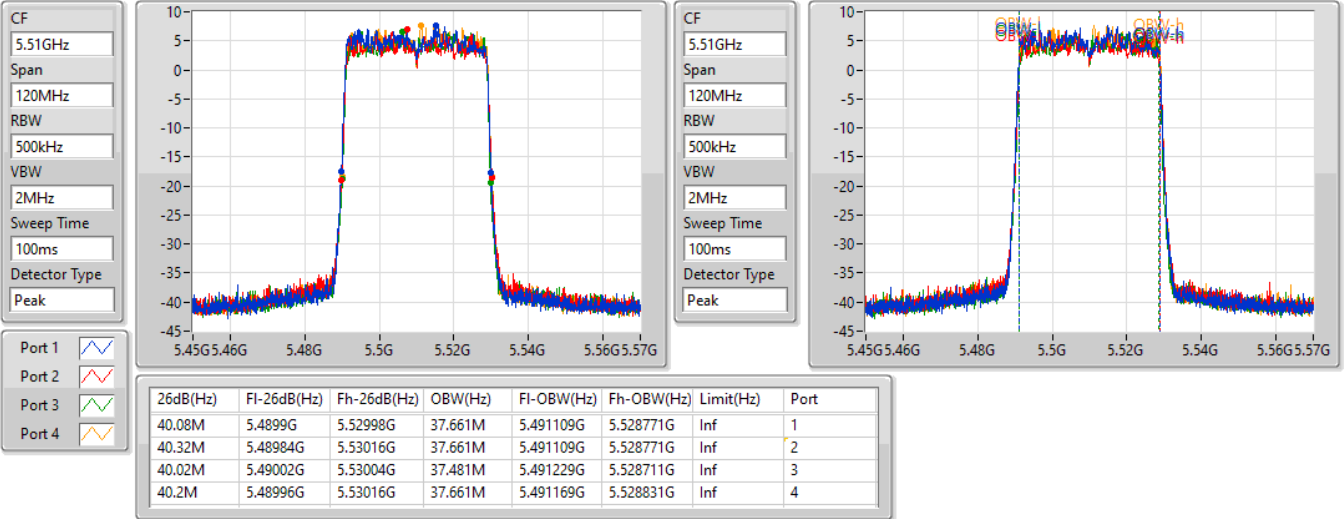 CF
5.51GHz
Span
120MHz
RBW
500kHz
VBW
2MHz
Sweep Time
100ms
Detector Type
Peak
10
5
0
-5
-10
-15
-20
-25
-30
-35
-40
-45
5.45G 5.46G 5.48G 5.5G 5.52G 5.54G 5.56G 5.57G
CF
5.51GHz
Span
120MHz
RBW
500kHz
VBW
2MHz
Sweep Time
100ms
Detector Type
Peak
10
5
0
-5
-10
-15
-20
-25
-30
-35
-40
-45
OBW-h
5.45G 5.46G 5.48G 5.5G 5.52G 5.54G 5.56G 5.57G
Port 1
Port 2
Port 3
Port 4
26dB(Hz) Fl-26dB(Hz) Fh-26dB(Hz) OBW(Hz) Fl-OBW(Hz) Fh-OBW(Hz) Limit(Hz) Port
40.08M 5.4899G 5.52998G 37.661M 5.491109G 5.528771G Inf 1
40.32M 5.48984G 5.53016G 37.661M 5.491109G 5.528771G Inf 2
40.02M 5.49002G 5.53004G 37.481M 5.491229G 5.528711G Inf 3
40.2M 5.48996G 5.53016G 37.661M 5.491169G 5.528831G Inf 4